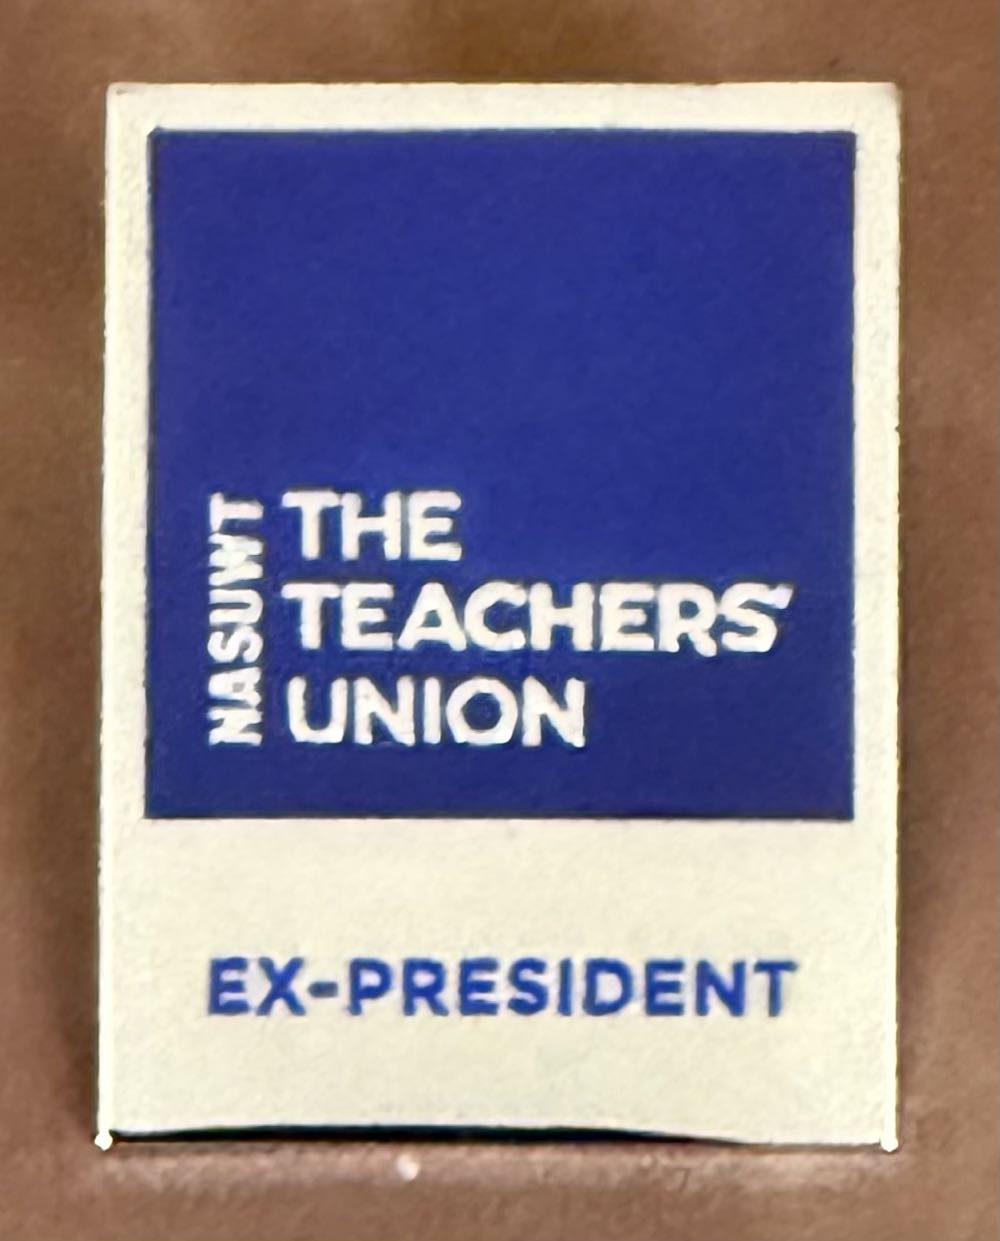 NASUWT
THE
TEACHERS'
UNION
EX-PRESIDENT